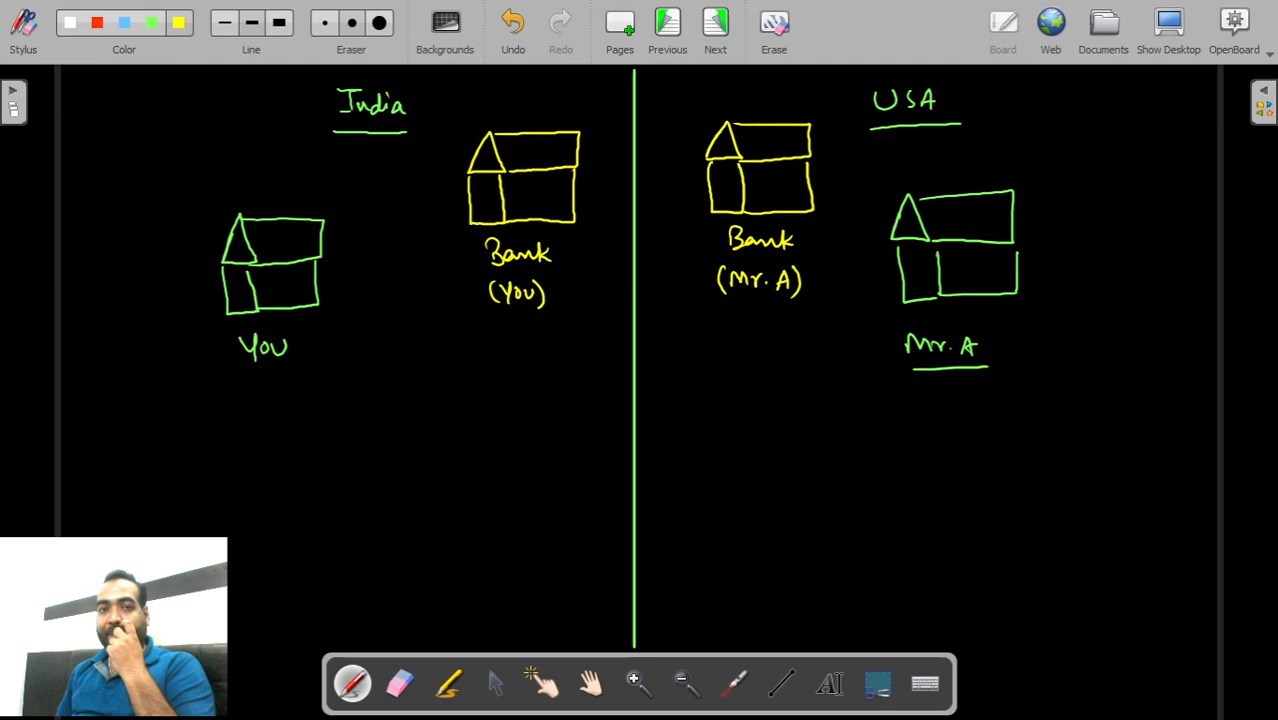 Stylus
Color
Line
Eraser
Backgrounds
Undo
Redo
Pages
Previous
Next
Erase
Board
Web
Documents
Show Desktop
OpenBoard
India
USA
Bank
(You)
Bank
(Mr. A)
You
Mr. A
AI